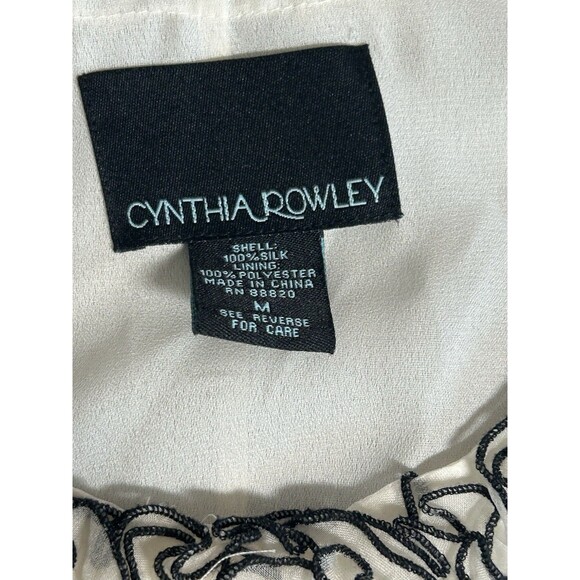 CYNTHIA ROWLEY
SHELL:
100% SILK
LINING:
100% POLYESTER
MADE IN CHINA
RN 88820
M
SEE REVERSE
FOR CARE